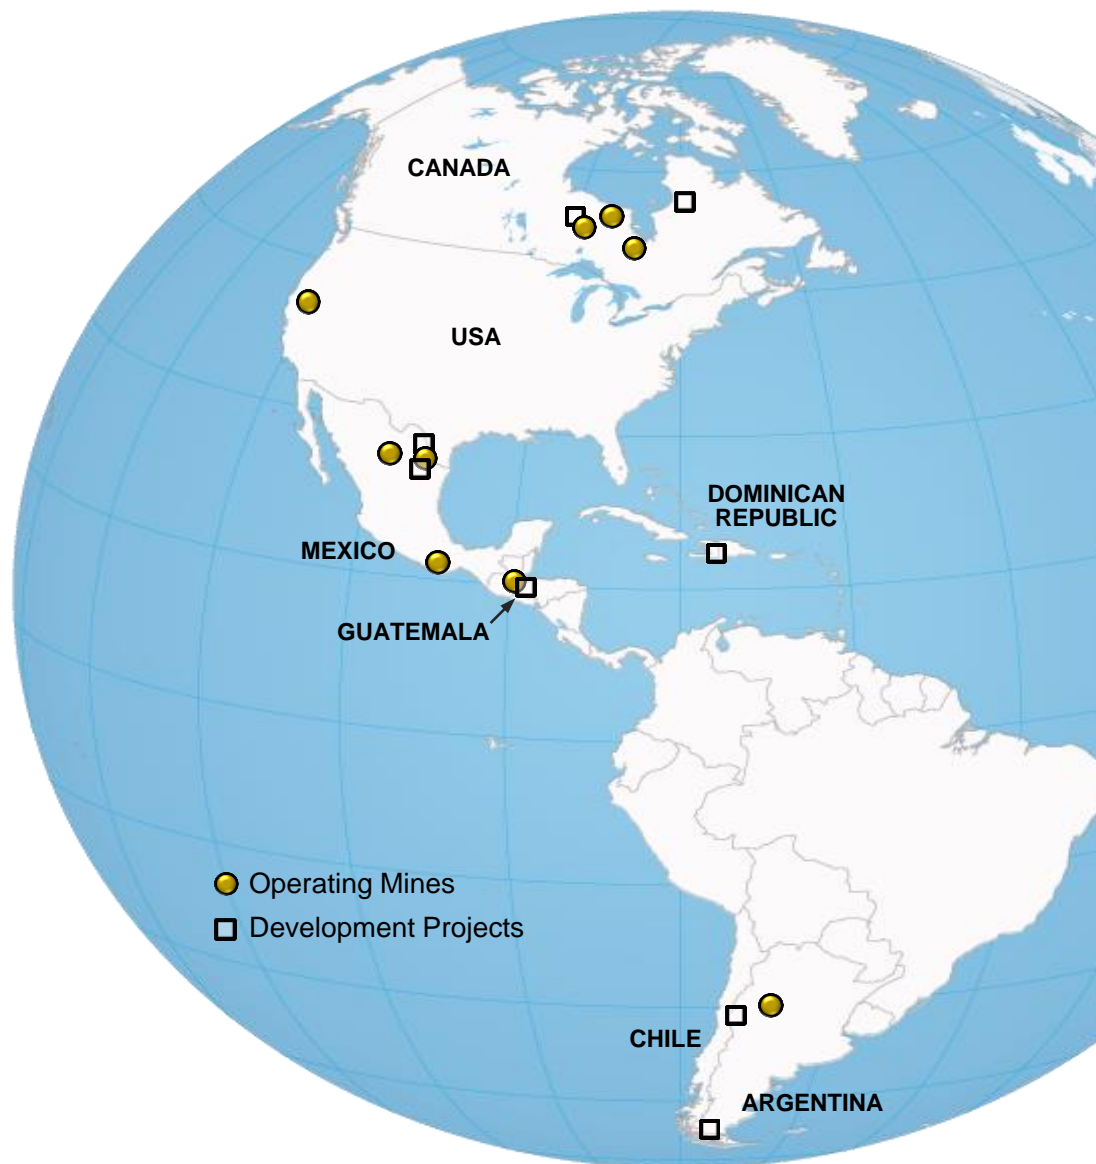 CANADA
USA
DOMINICAN
REPUBLIC
MEXICO
GUATEMALA
Operating Mines
Development Projects
CHILE
ARGENTINA